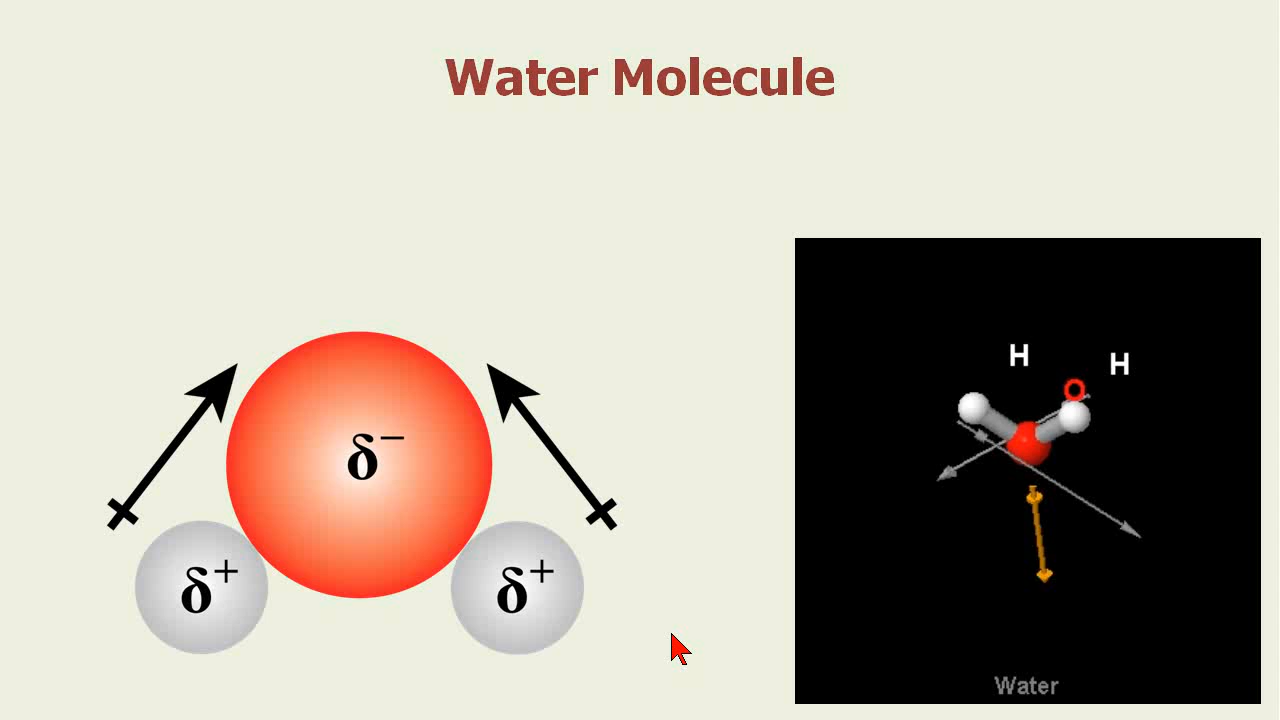 Water Molecule
δ⁻
δ⁺ δ⁺
H H
O
Water